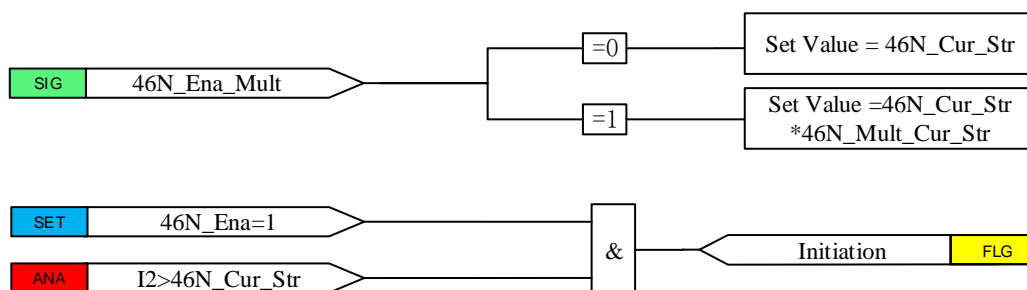 =0
Set Value = 46N_Cur_Str
SIG 46N_Ena_Mult
=1
Set Value =46N_Cur_Str
*46N_Mult_Cur_Str
SET 46N_Ena=1
&
Initiation FLG
ANA I2>46N_Cur_Str